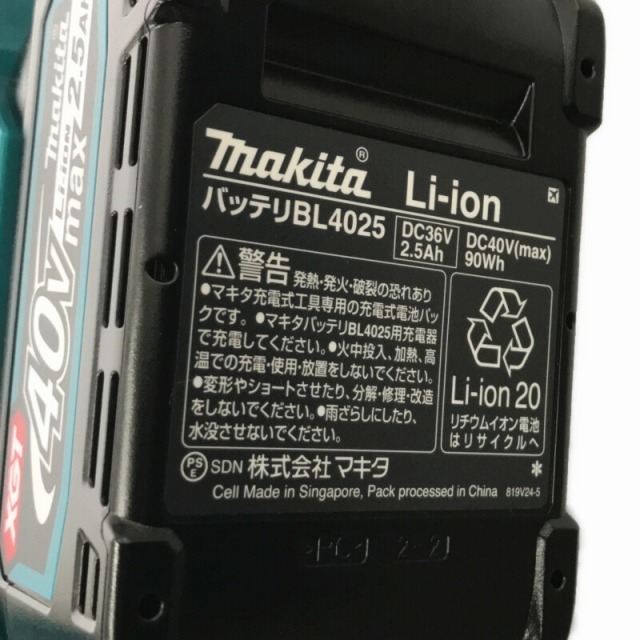 makita®
Li-ion
バッテリBL4025
DC36V
2.5Ah
DC40V(max)
90Wh
警告 発熱・発火・破裂の恐れあり
●マキタ充電式工具専用の充電式電池パッ
クです。●マキタバッテリBL4025用充電器
で充電してください。●火中投入、加熱、高
温での充電・使用・放置をしないでください。
●変形やショートさせたり、分解・修理・改造
をしないでください。●雨ざらしにしたり、
水没させないでください。
Li-ion 20
リチウムイオン電池
はリサイクルへ
PS
E
SDN 株式会社 マキタ
*
Cell Made in Singapore, Pack processed in China 819V24-5
makita
Li-ion
40Vmax 2.5Ah
XGT